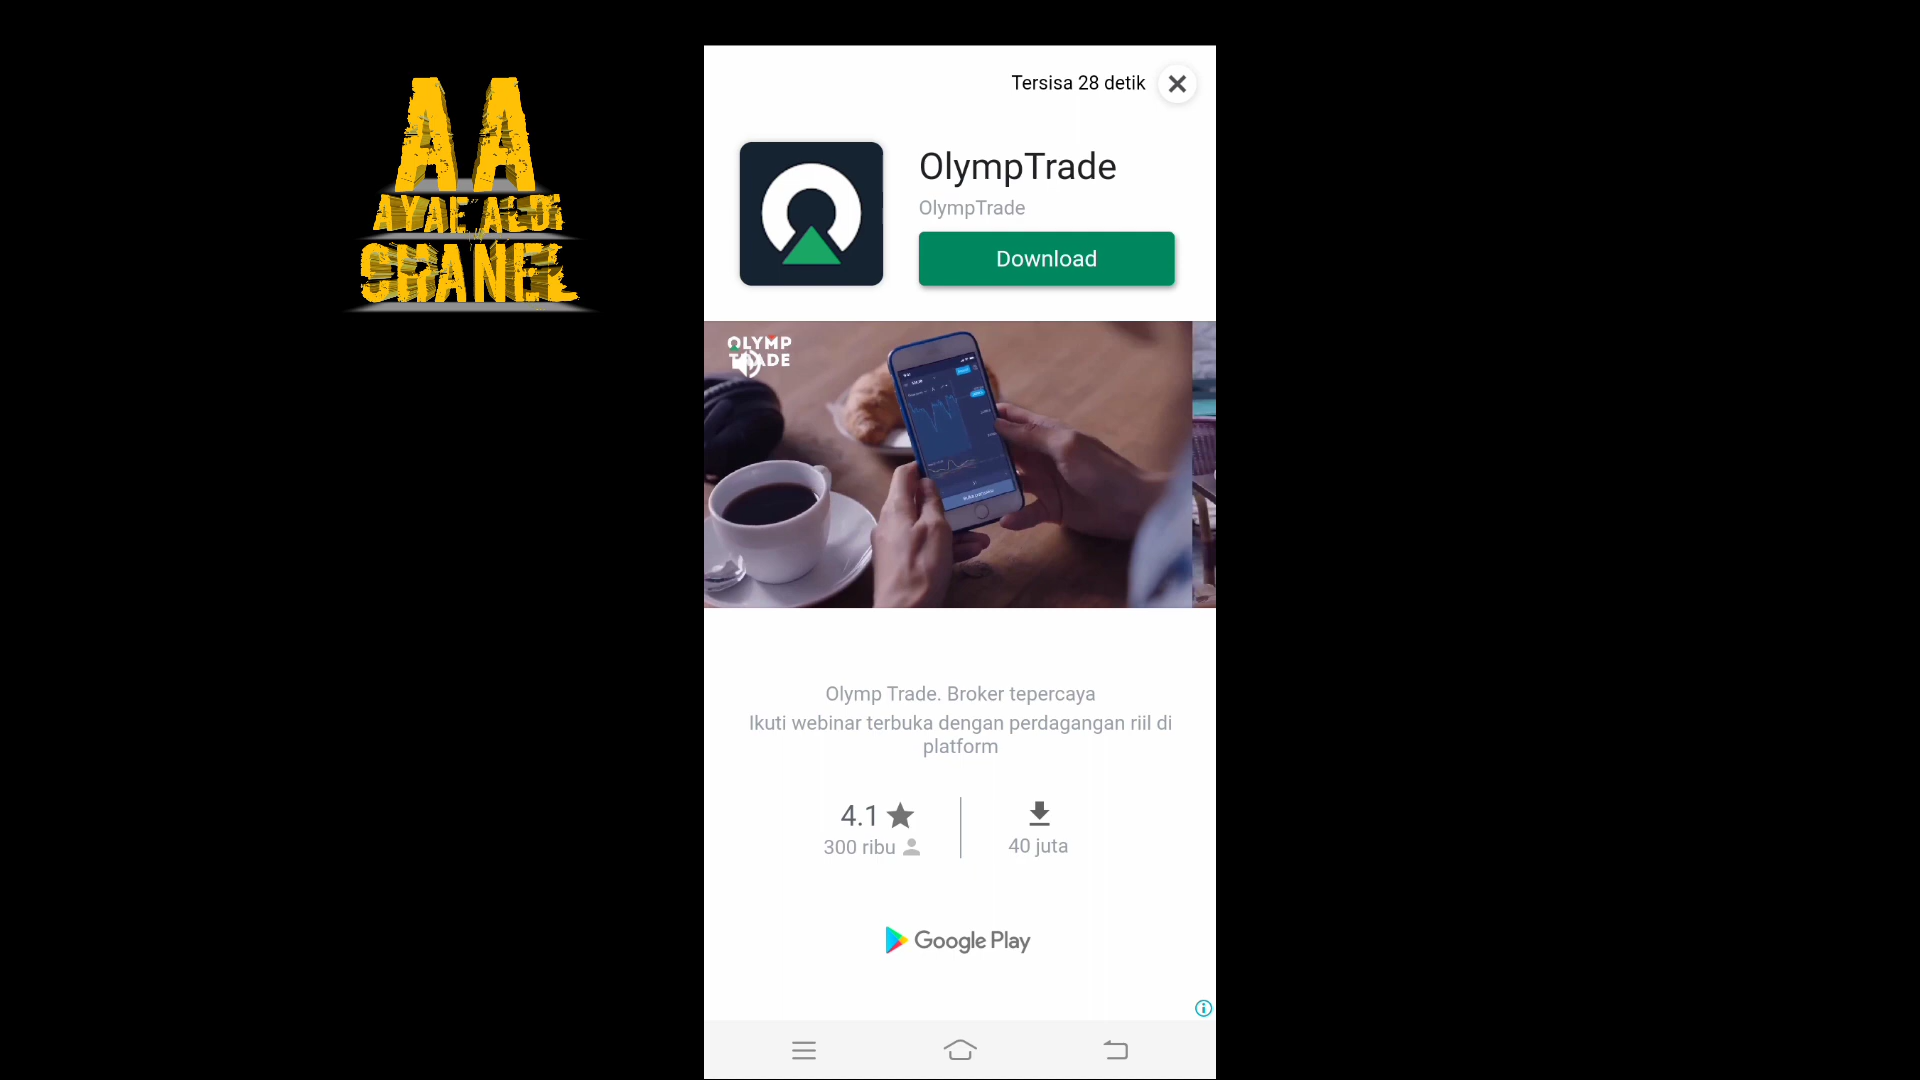 AA
AYAE ALDI
CHANEL
Tersisa 28 detik
OlympTrade
OlympTrade
Download
OLYMP
TRADE
Olymp Trade. Broker tepercaya
Ikuti webinar terbuka dengan perdagangan riil di
platform
4.1
300 ribu
40 juta
Google Play